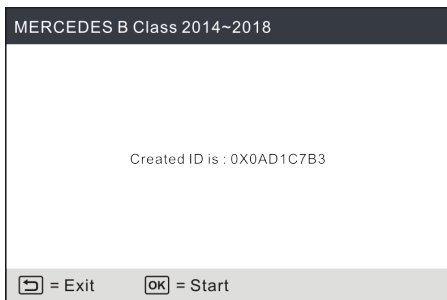 MERCEDES B Class 2014~2018
Created ID is : 0X0AD1C7B3
= Exit OK = Start